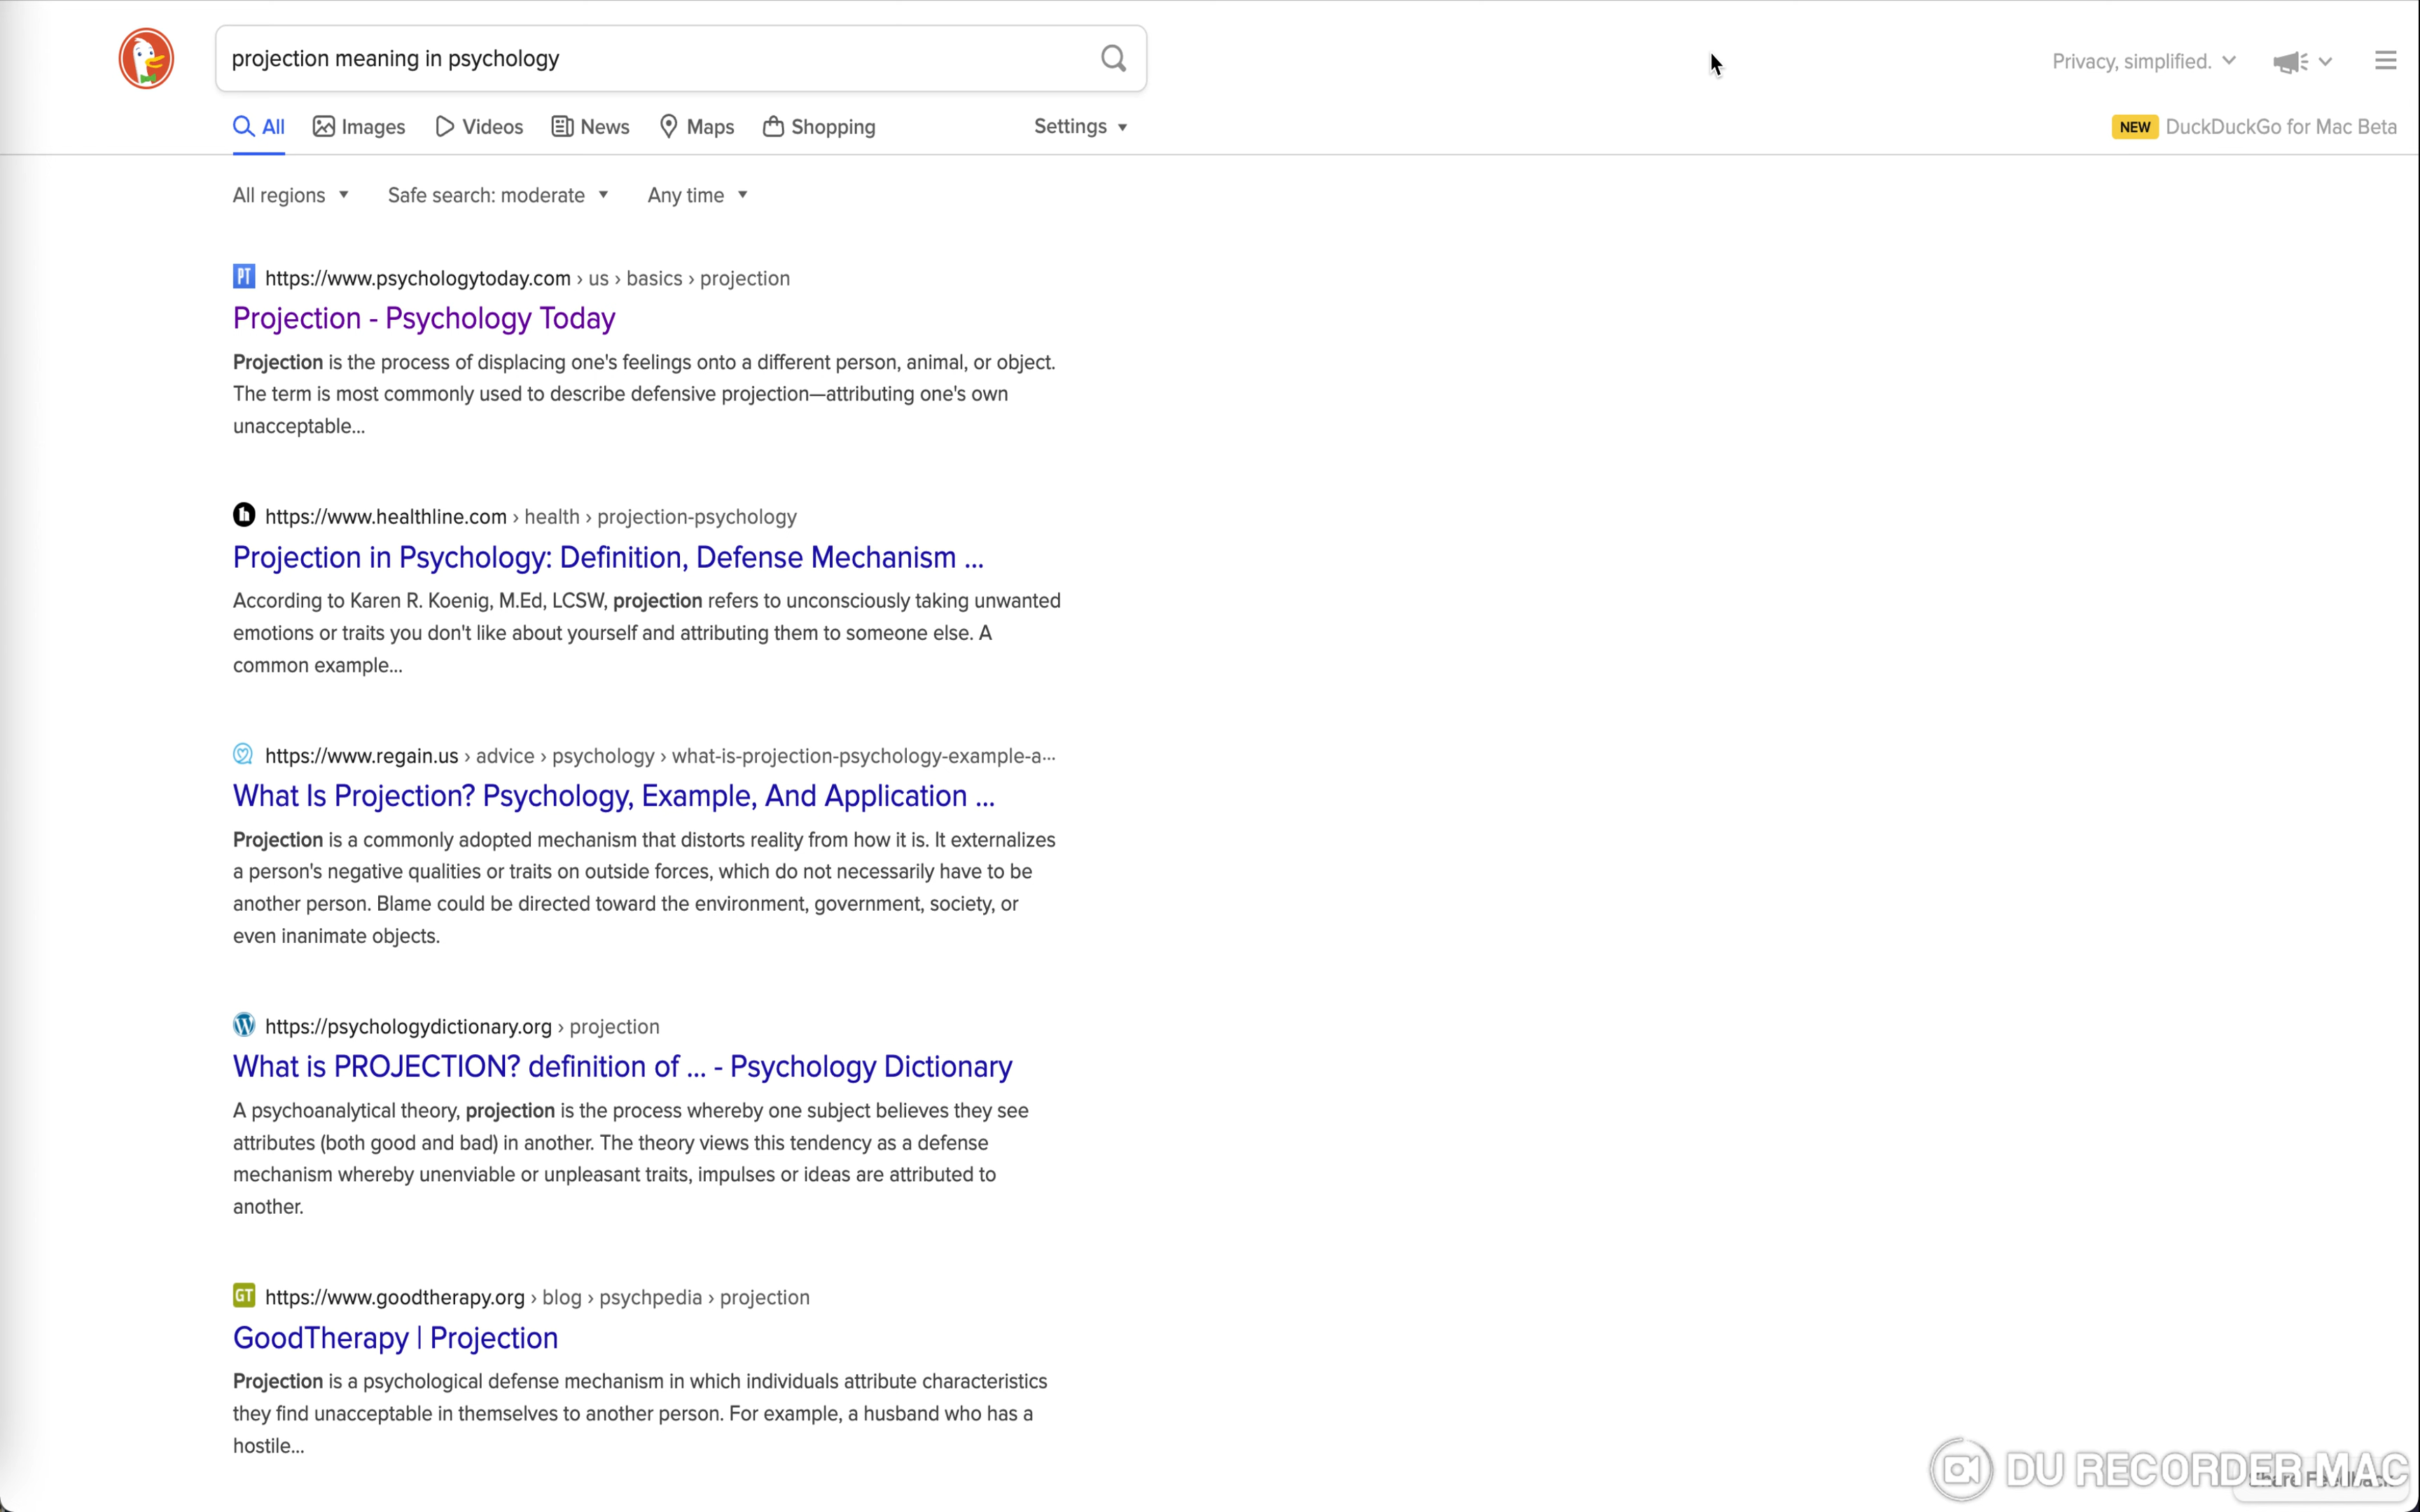 projection meaning in psychology
Privacy, simplified.
All Images Videos News Maps Shopping Settings
NEW DuckDuckGo for Mac Beta
All regions Safe search: moderate Any time
PT https://www.psychologytoday.com › us › basics › projection
Projection - Psychology Today
Projection is the process of displacing one's feelings onto a different person, animal, or object.
The term is most commonly used to describe defensive projection—attributing one's own
unacceptable...
https://www.healthline.com › health › projection-psychology
Projection in Psychology: Definition, Defense Mechanism ...
According to Karen R. Koenig, M.Ed, LCSW, projection refers to unconsciously taking unwanted
emotions or traits you don't like about yourself and attributing them to someone else. A
common example...
https://www.regain.us › advice › psychology › what-is-projection-psychology-example-a...
What Is Projection? Psychology, Example, And Application ...
Projection is a commonly adopted mechanism that distorts reality from how it is. It externalizes
a person's negative qualities or traits on outside forces, which do not necessarily have to be
another person. Blame could be directed toward the environment, government, society, or
even inanimate objects.
https://psychologydictionary.org › projection
What is PROJECTION? definition of ... - Psychology Dictionary
A psychoanalytical theory, projection is the process whereby one subject believes they see
attributes (both good and bad) in another. The theory views this tendency as a defense
mechanism whereby unenviable or unpleasant traits, impulses or ideas are attributed to
another.
GT https://www.goodtherapy.org › blog › psychpedia › projection
GoodTherapy | Projection
Projection is a psychological defense mechanism in which individuals attribute characteristics
they find unacceptable in themselves to another person. For example, a husband who has a
hostile...
DU RECORDER MAC
Share Feedback